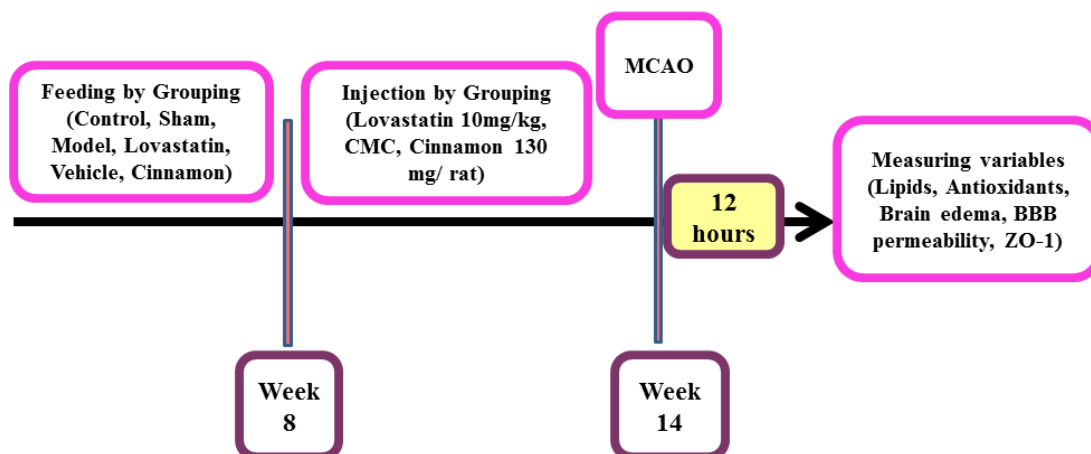 Feeding by Grouping
(Control, Sham,
Model, Lovastatin,
Vehicle, Cinnamon)
Injection by Grouping
(Lovastatin 10mg/kg,
CMC, Cinnamon 130
mg/ rat)
MCAO
12
hours
Measuring variables
(Lipids, Antioxidants,
Brain edema, BBB
permeability, ZO-1)
Week
8
Week
14